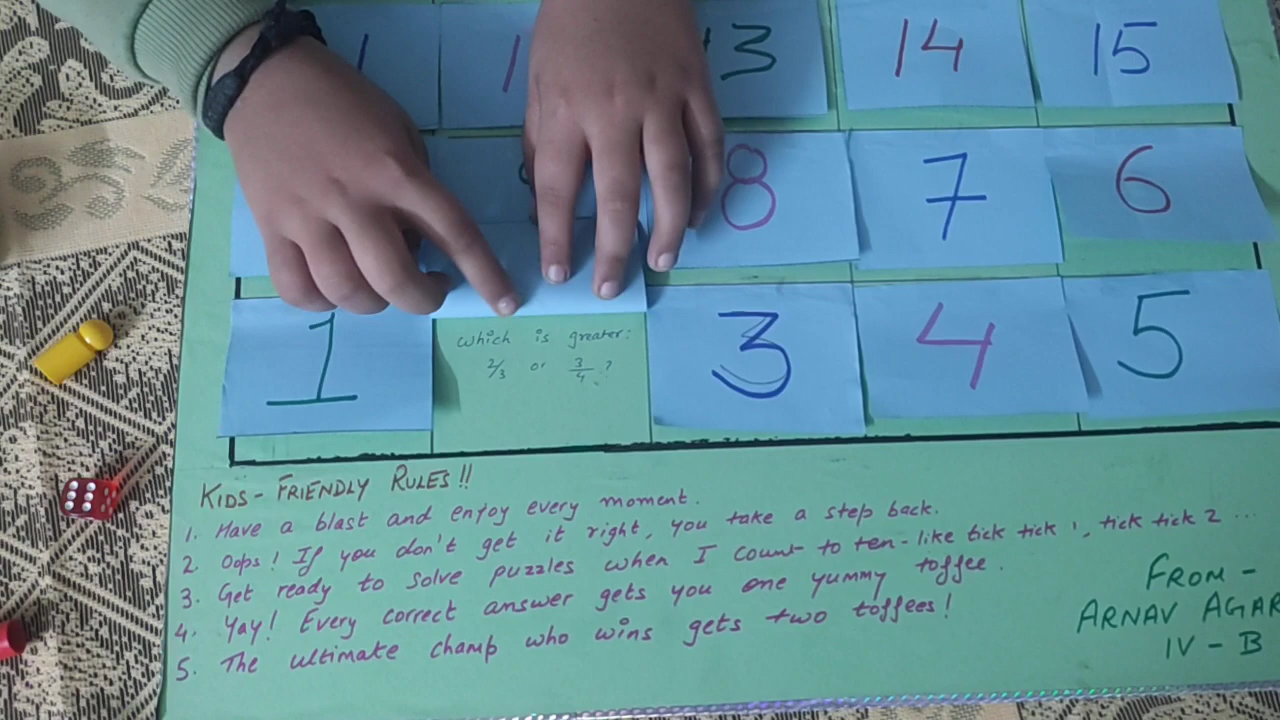 13 14 15
8 7 6
1 3 4 5
Which is greater:
2/3 or 3/4?
KIDS - FRIENDLY RULES!!
1. Have a blast and enjoy every moment.
2. Oops! If you don't get it right, you take a step back.
3. Get ready to solve puzzles when I count to ten - like tick tick 1, tick tick 2 ...
4. Yay! Every correct answer gets you one yummy toffee.
5. The ultimate champ who wins gets two toffees!
FROM -
ARNAV AGAR
IV - B